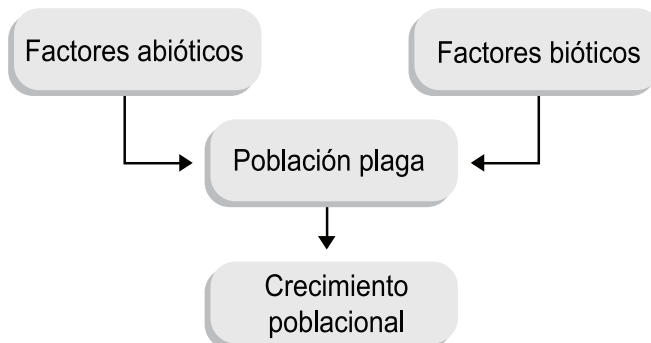 Factores abióticos
Factores bióticos
Población plaga
Crecimiento
poblacional